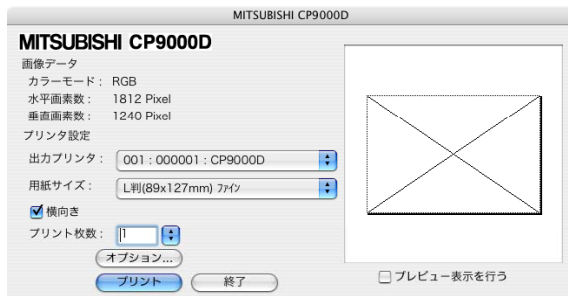 MITSUBISHI CP9000D
MITSUBISHI CP9000D
画像データ
カラーモード： RGB
水平画素数： 1812 Pixel
垂直画素数： 1240 Pixel
プリンタ設定
出力プリンタ： 001 : 000001 : CP9000D
用紙サイズ： L判(89x127mm) ﾌｧｲﾝ
横向き
プリント枚数： 1
オプション...
プリント 終了
プレビュー表示を行う